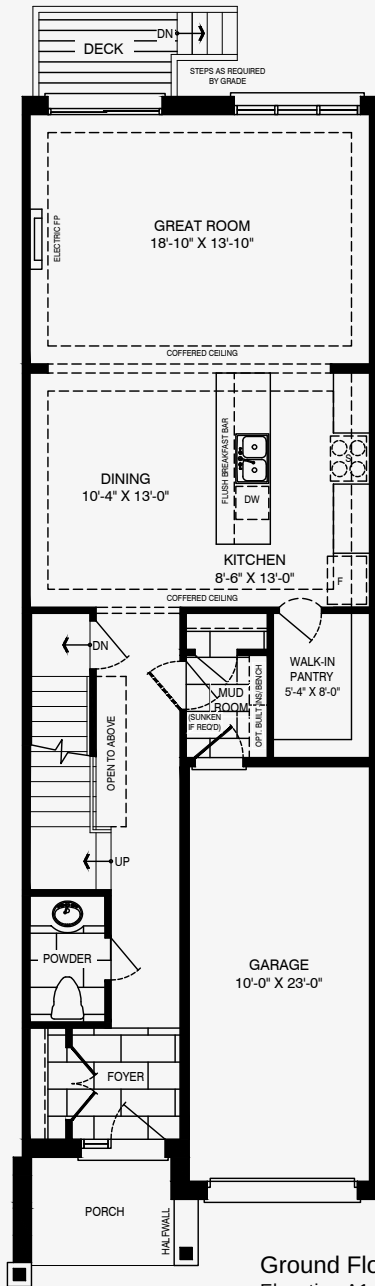 DECK
DN
STEPS AS REQUIRED
BY GRADE
GREAT ROOM
18'-10" X 13'-10"
ELECTRIC FP
COFFERED CEILING
FLUSH BREAKFAST BAR
S
DINING
10'-4" X 13'-0"
DW
KITCHEN
8'-6" X 13'-0"
F
COFFERED CEILING
DN
WALK-IN
PANTRY
5'-4" X 8'-0"
MUD
ROOM
(SUNKEN
IF REQ'D)
OPT. BUILT-INS/BENCH
OPEN TO ABOVE
UP
POWDER
GARAGE
10'-0" X 23'-0"
FOYER
PORCH
HALFWALL
Ground Flo